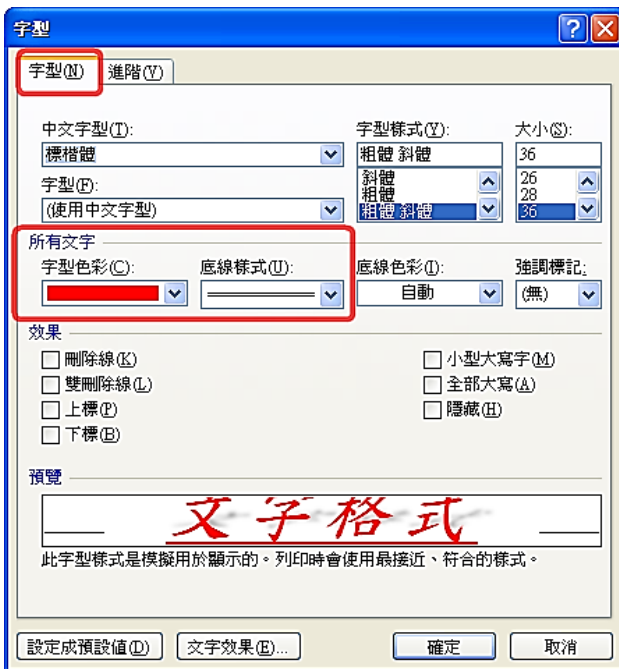 字型
字型(N) 進階(V)
中文字型(T): 字型樣式(Y): 大小(S):
標楷體 粗體 斜體 36
字型(F): 斜體 26
粗體 28
(使用中文字型) 粗體 斜體 36
所有文字
字型色彩(C): 底線樣式(U): 底線色彩(I): 強調標記:
自動 (無)
效果
刪除線(K) 小型大寫字(M)
雙刪除線(L) 全部大寫(A)
上標(P) 隱藏(H)
下標(B)
預覽
文字格式
此字型樣式是模擬用於顯示的。列印時會使用最接近、符合的樣式。
設定成預設值(D) 文字效果(E)... 確定 取消